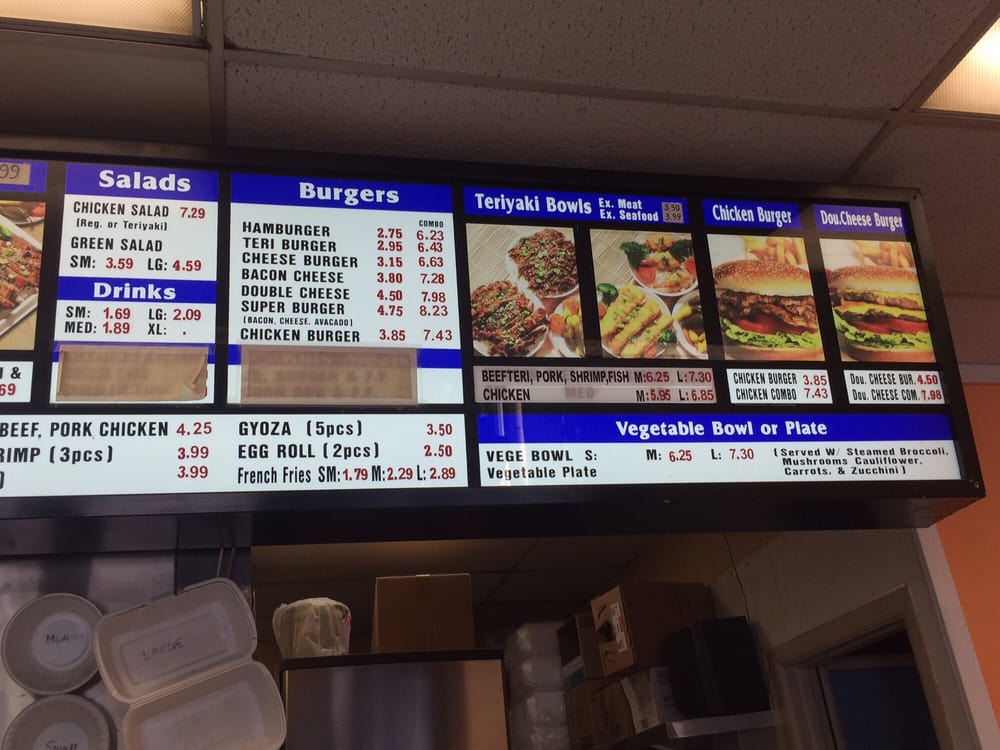 99
Salads
CHICKEN SALAD 7.29
(Reg. or Teriyaki)
GREEN SALAD
SM: 3.59 LG: 4.59
Drinks
SM: 1.69 LG: 2.09
MED: 1.89 XL: .
Burgers
COMBO
HAMBURGER 2.75 6.23
TERI BURGER 2.95 6.43
CHEESE BURGER 3.15 6.63
BACON CHEESE 3.80 7.28
DOUBLE CHEESE 4.50 7.98
SUPER BURGER 4.75 8.23
(BACON, CHEESE. AVACADO)
CHICKEN BURGER 3.85 7.43
Teriyaki Bowls Ex. Meat 3.50
Ex. Seafood 3.99
BEEFTERI, PORK, SHRIMP,FISH M:6.25 L:7.30
CHICKEN MED M:5.95 L:6.85
Chicken Burger
CHICKEN BURGER 3.85
CHICKEN COMBO 7.43
Dou.Cheese Burger
Dou. CHEESE BUR. 4.50
Dou. CHEESE COM. 7.98
&
69
BEEF, PORK CHICKEN 4.25
RIMP (3pcs) 3.99
) 3.99
GYOZA (5pcs) 3.50
EGG ROLL (2pcs) 2.50
French Fries SM:1.79 M:2.29 L:2.89
Vegetable Bowl or Plate
VEGE BOWL S: M: 6.25 L: 7.30 (Served W/ Steamed Broccoli,
Mushrooms Cauliflower,
Vegetable Plate Carrots, & Zucchini)
Medium
LARGE
Small